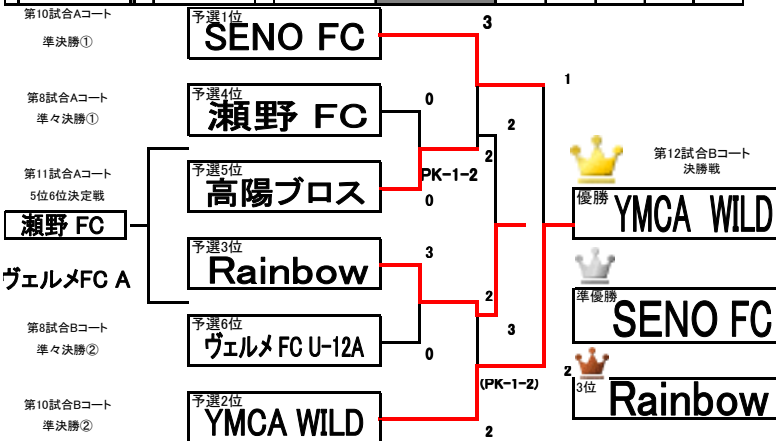 第10試合Aコート
準決勝①
予選1位
SENO FC
3
1
第8試合Aコート
準々決勝①
予選4位
瀬野 FC
0
2
第11試合Aコート
5位6位決定戦
瀬野 FC
ヴェルメFC A
予選5位
高陽ブロス
PK-1-2
2
0
第12試合Bコート
決勝戦
優勝
YMCA WILD
予選3位
Rainbow
3
2
準優勝
SENO FC
第8試合Bコート
準々決勝②
予選6位
ヴェルメ FC U-12A
0
3
(PK-1-2)
2
3位
Rainbow
第10試合Bコート
準決勝②
予選2位
YMCA WILD
2